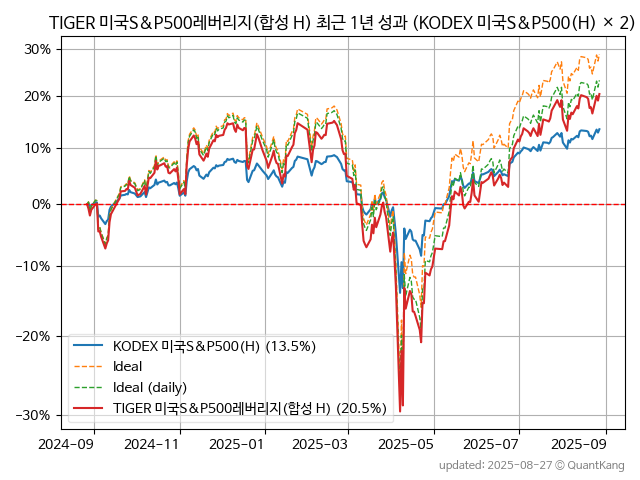 TIGER 미국S&P500레버리지(합성 H) 최근 1년 성과 (KODEX 미국S&P500(H) × 2)
30%
20%
10%
0%
−10%
−20%
−30%
KODEX 미국S&P500(H) (13.5%)
Ideal
Ideal (daily)
TIGER 미국S&P500레버리지(합성 H) (20.5%)
2024-09 2024-11 2025-01 2025-03 2025-05 2025-07 2025-09
updated: 2025-08-27 © QuantKang